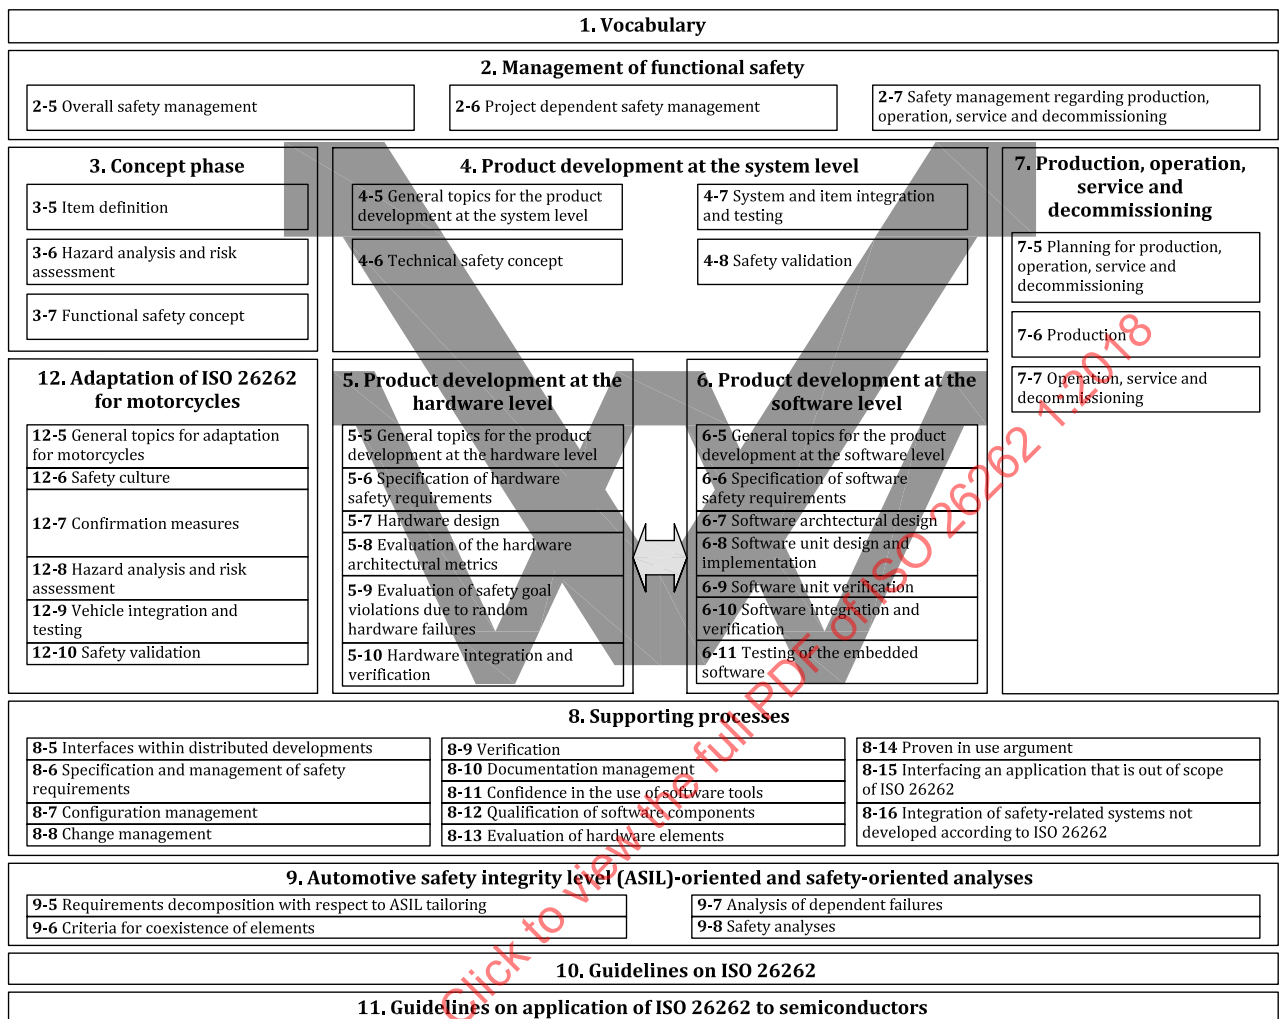 1. Vocabulary
2. Management of functional safety
2-5 Overall safety management
2-6 Project dependent safety management
2-7 Safety management regarding production,
operation, service and decommissioning
3. Concept phase
3-5 Item definition
3-6 Hazard analysis and risk
assessment
3-7 Functional safety concept
4. Product development at the system level
4-5 General topics for the product
development at the system level
4-6 Technical safety concept
4-7 System and item integration
and testing
4-8 Safety validation
7. Production, operation,
service and
decommissioning
7-5 Planning for production,
operation, service and
decommissioning
7-6 Production
7-7 Operation, service and
decommissioning
12. Adaptation of ISO 26262
for motorcycles
12-5 General topics for adaptation
for motorcycles
12-6 Safety culture
12-7 Confirmation measures
12-8 Hazard analysis and risk
assessment
12-9 Vehicle integration and
testing
12-10 Safety validation
5. Product development at the
hardware level
5-5 General topics for the product
development at the hardware level
5-6 Specification of hardware
safety requirements
5-7 Hardware design
5-8 Evaluation of the hardware
architectural metrics
5-9 Evaluation of safety goal
violations due to random
hardware failures
5-10 Hardware integration and
verification
6. Product development at the
software level
6-5 General topics for the product
development at the software level
6-6 Specification of software
safety requirements
6-7 Software archtectural design
6-8 Software unit design and
implementation
6-9 Software unit verification
6-10 Software integration and
verification
6-11 Testing of the embedded
software
8. Supporting processes
8-5 Interfaces within distributed developments
8-6 Specification and management of safety
requirements
8-7 Configuration management
8-8 Change management
8-9 Verification
8-10 Documentation management
8-11 Confidence in the use of software tools
8-12 Qualification of software components
8-13 Evaluation of hardware elements
8-14 Proven in use argument
8-15 Interfacing an application that is out of scope
of ISO 26262
8-16 Integration of safety-related systems not
developed according to ISO 26262
9. Automotive safety integrity level (ASIL)-oriented and safety-oriented analyses
9-5 Requirements decomposition with respect to ASIL tailoring
9-6 Criteria for coexistence of elements
9-7 Analysis of dependent failures
9-8 Safety analyses
10. Guidelines on ISO 26262
11. Guidelines on application of ISO 26262 to semiconductors
Click to view the full PDF of ISO 26262 1:2018